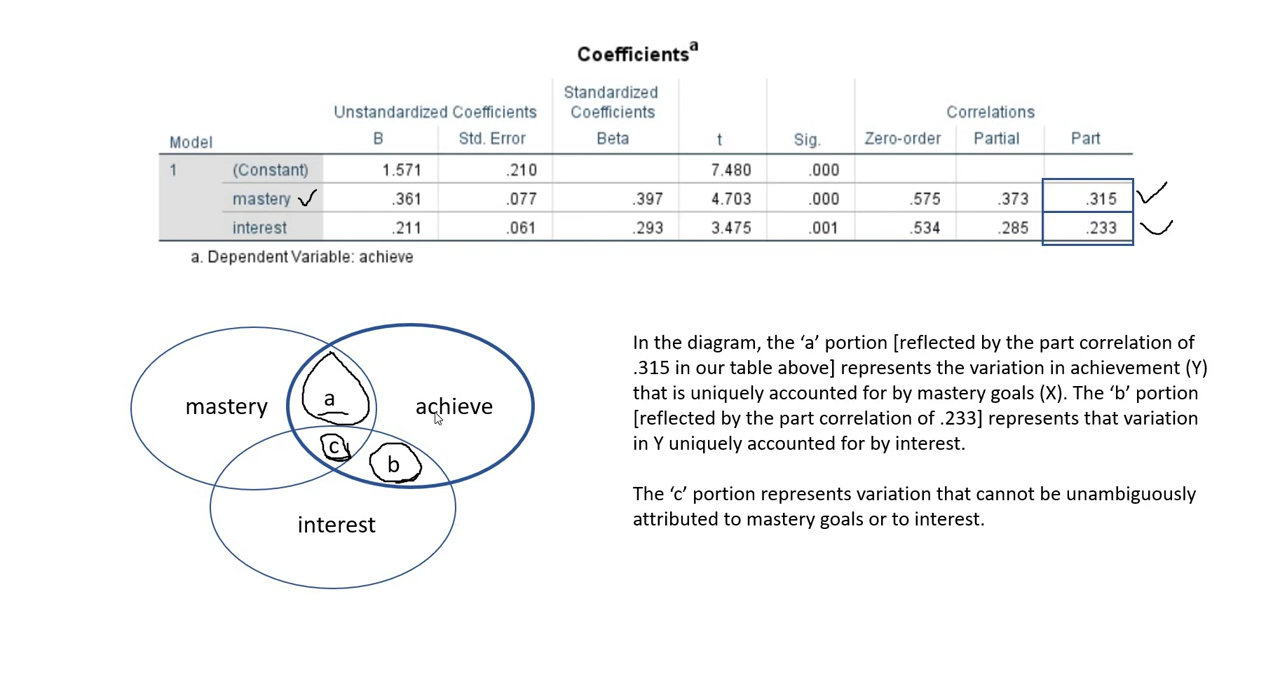 Coefficientsª
Unstandardized Coefficients Standardized Coefficients Correlations
Model B Std. Error Beta t Sig. Zero-order Partial Part
1 (Constant) 1.571 .210 7.480 .000
mastery .361 .077 .397 4.703 .000 .575 .373 .315
interest .211 .061 .293 3.475 .001 .534 .285 .233
a. Dependent Variable: achieve
mastery a achieve
c b
interest
In the diagram, the ‘a’ portion [reflected by the part correlation of
.315 in our table above] represents the variation in achievement (Y)
that is uniquely accounted for by mastery goals (X). The ‘b’ portion
[reflected by the part correlation of .233] represents that variation
in Y uniquely accounted for by interest.
The ‘c’ portion represents variation that cannot be unambiguously
attributed to mastery goals or to interest.